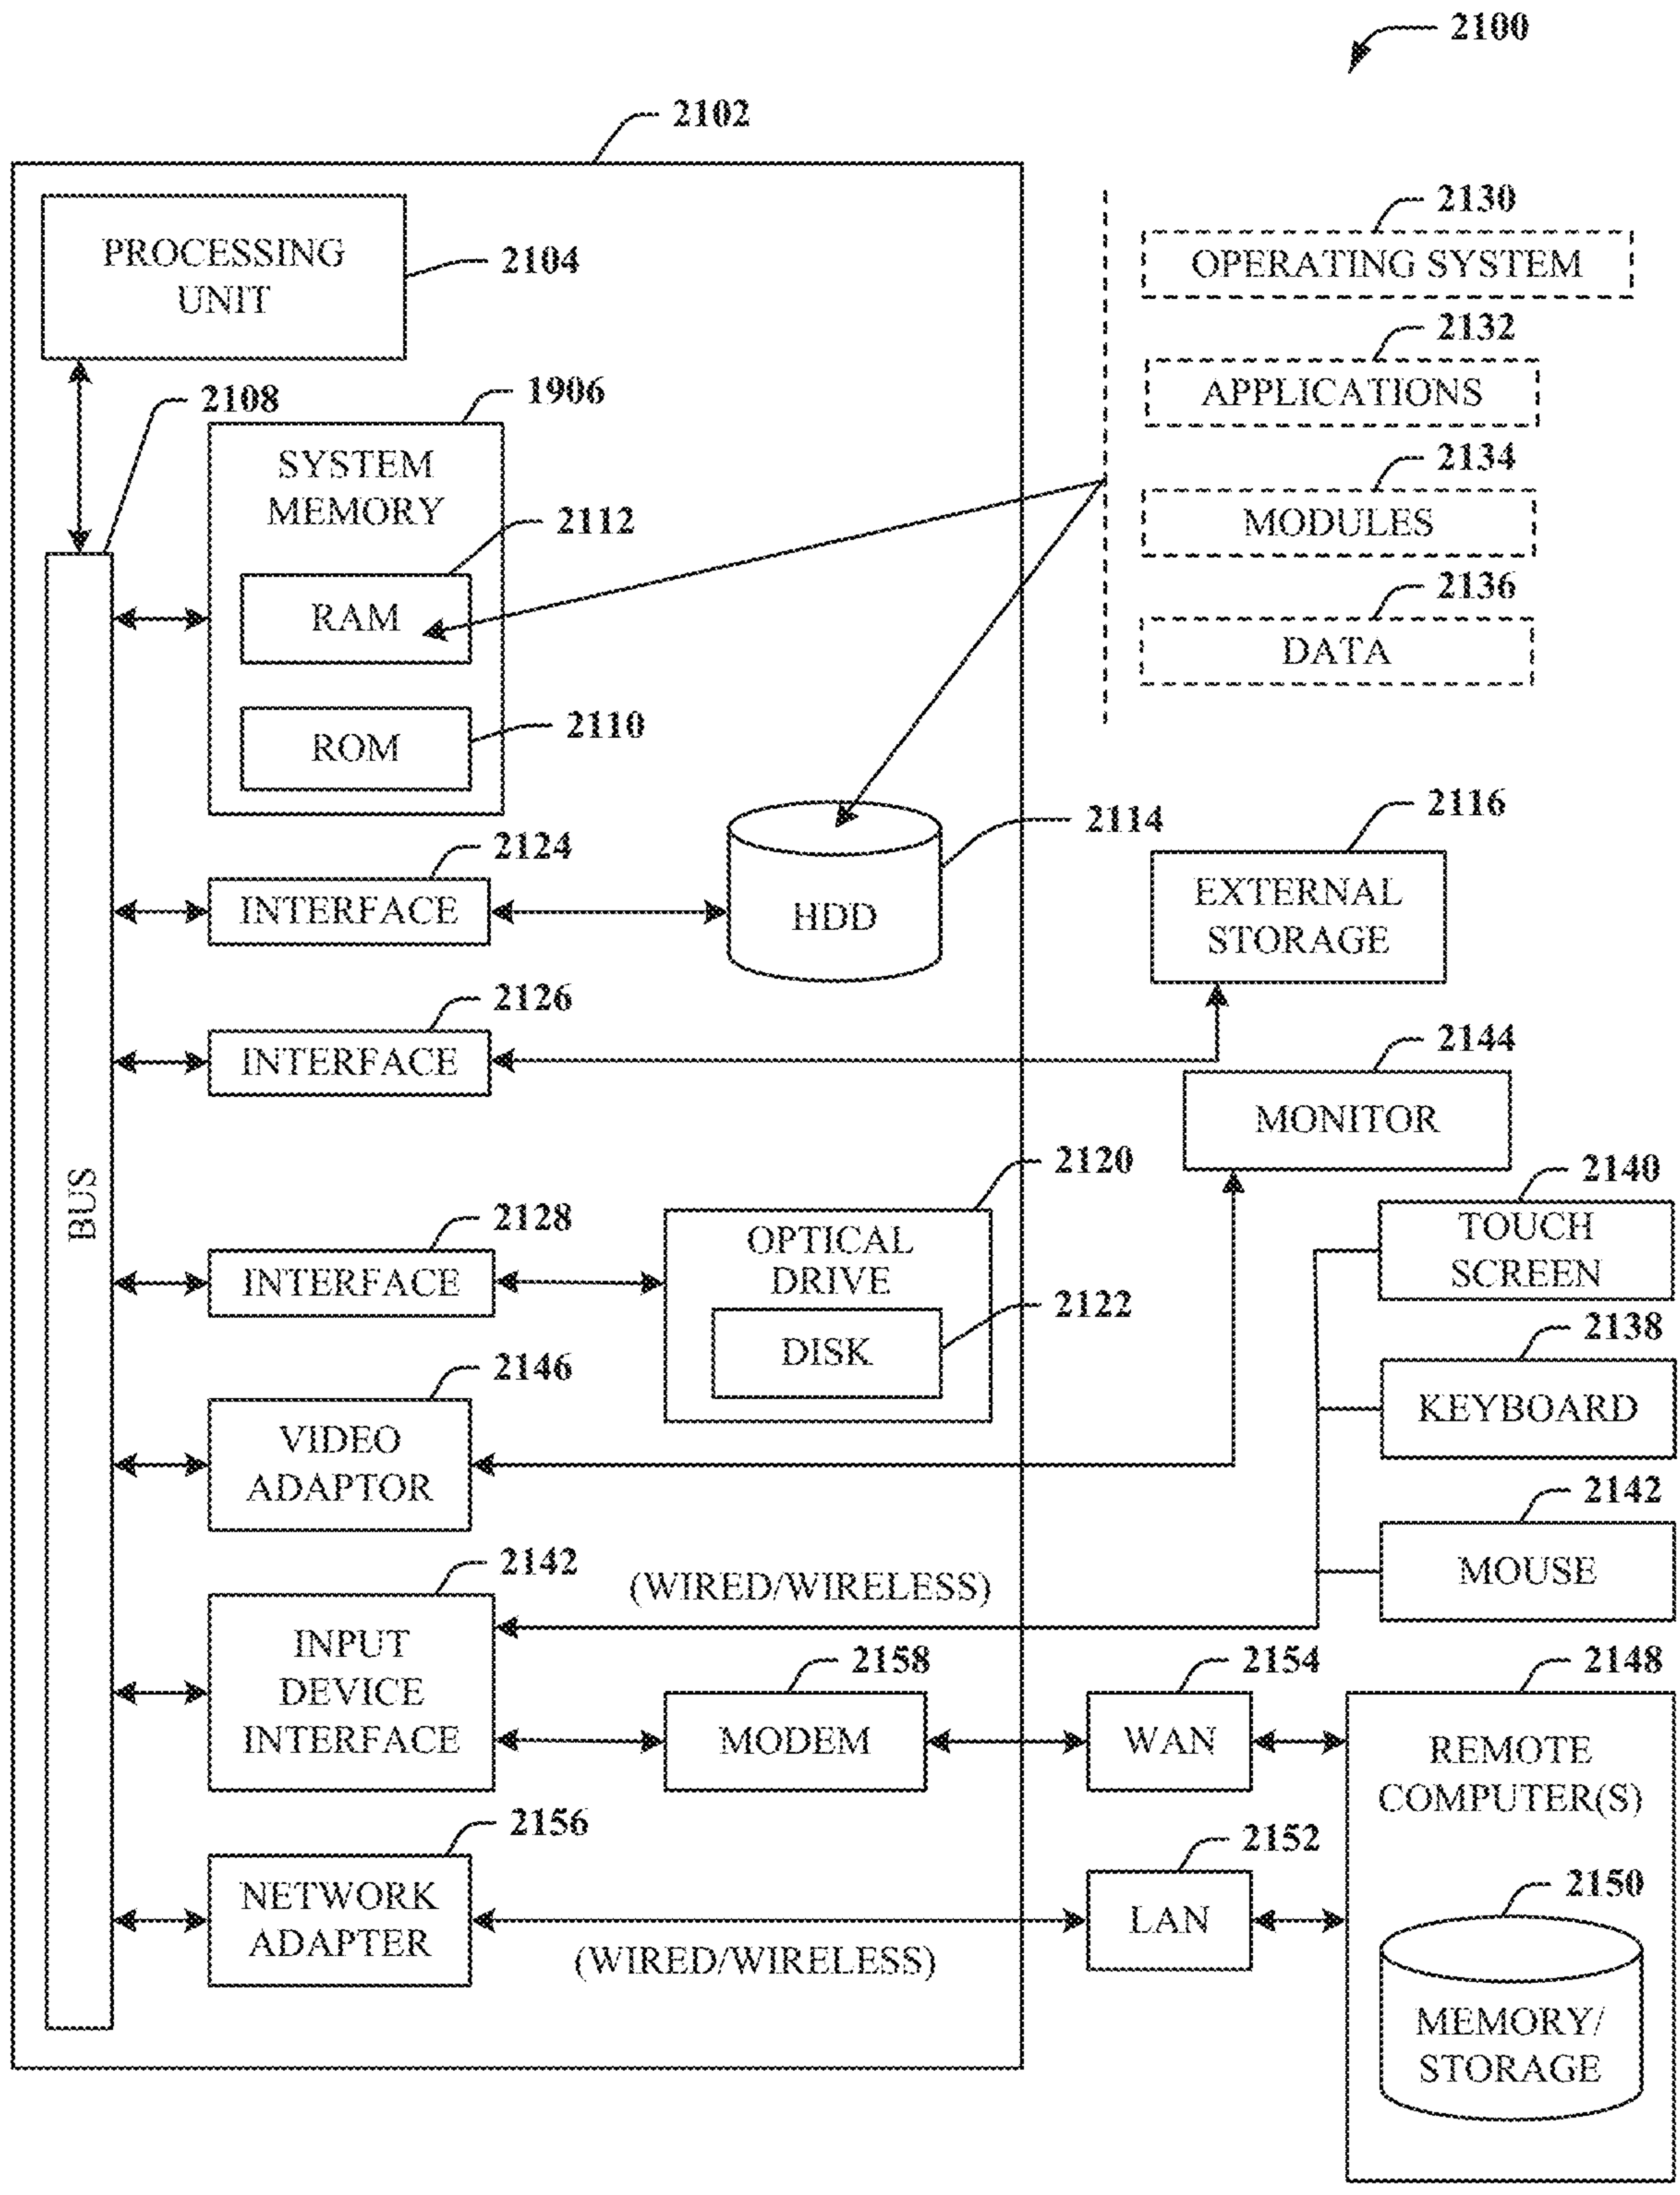 2100
2102
PROCESSING
UNIT
2104
2130
OPERATING SYSTEM
2132
APPLICATIONS
2134
MODULES
2136
DATA
2108
1906
SYSTEM
MEMORY
2112
RAM
2110
ROM
2124
INTERFACE
2114
HDD
2116
EXTERNAL
STORAGE
2126
INTERFACE
2144
MONITOR
BUS
2120
OPTICAL
DRIVE
2122
DISK
2128
INTERFACE
2140
TOUCH
SCREEN
2138
KEYBOARD
2142
MOUSE
2146
VIDEO
ADAPTOR
2142
INPUT
DEVICE
INTERFACE
(WIRED/WIRELESS)
2158
MODEM
2154
WAN
2148
REMOTE
COMPUTER(S)
2156
NETWORK
ADAPTER
(WIRED/WIRELESS)
2152
LAN
2150
MEMORY/
STORAGE